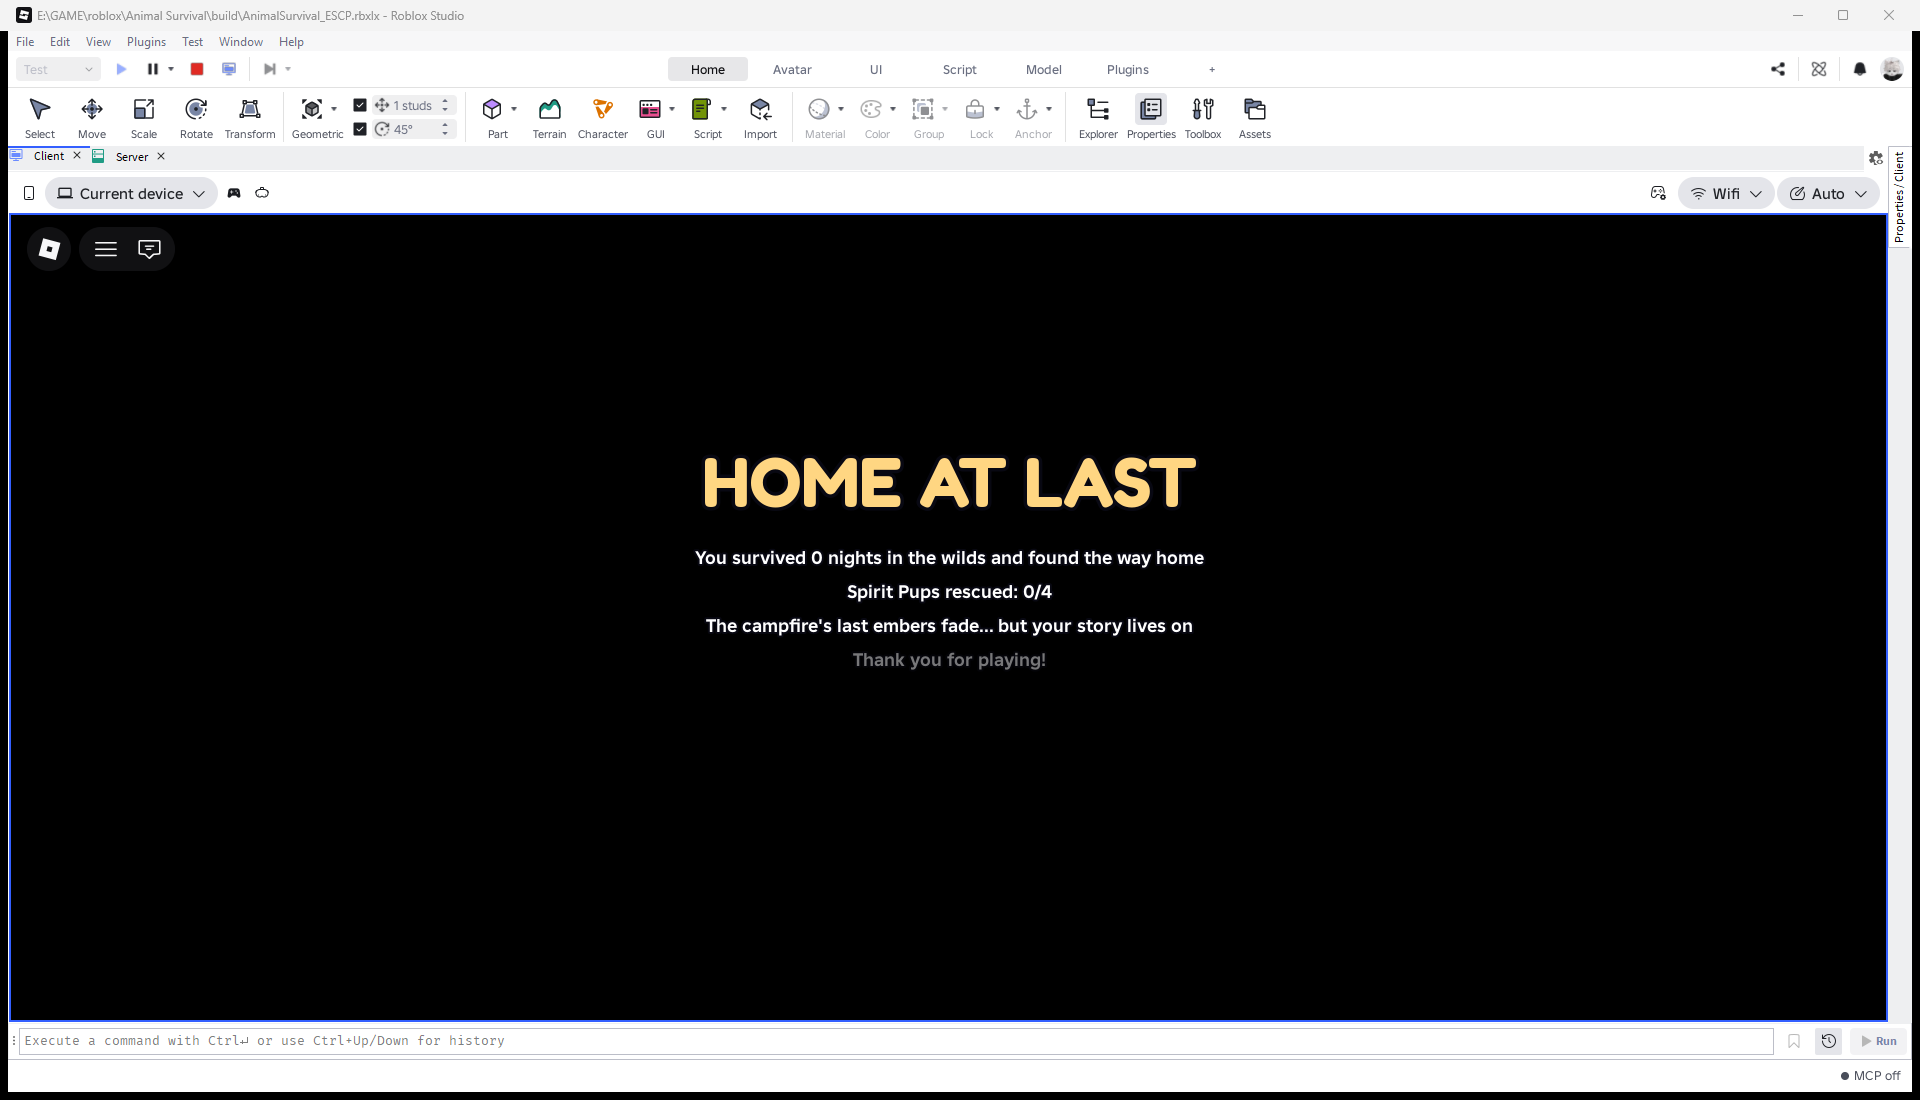 E:\GAME\roblox\Animal Survival\build\AnimalSurvival_ESCP.rbxlx - Roblox Studio
File Edit View Plugins Test Window Help
Test
Home Avatar UI Script Model Plugins +
1 studs
45°
Select Move Scale Rotate Transform Geometric Part Terrain Character GUI Script Import Material Color Group Lock Anchor Explorer Properties Toolbox Assets
Client Server
Properties / Client
Current device
Wifi Auto
HOME AT LAST
You survived 0 nights in the wilds and found the way home
Spirit Pups rescued: 0/4
The campfire's last embers fade... but your story lives on
Thank you for playing!
Execute a command with Ctrl↵ or use Ctrl+Up/Down for history
Run
MCP off